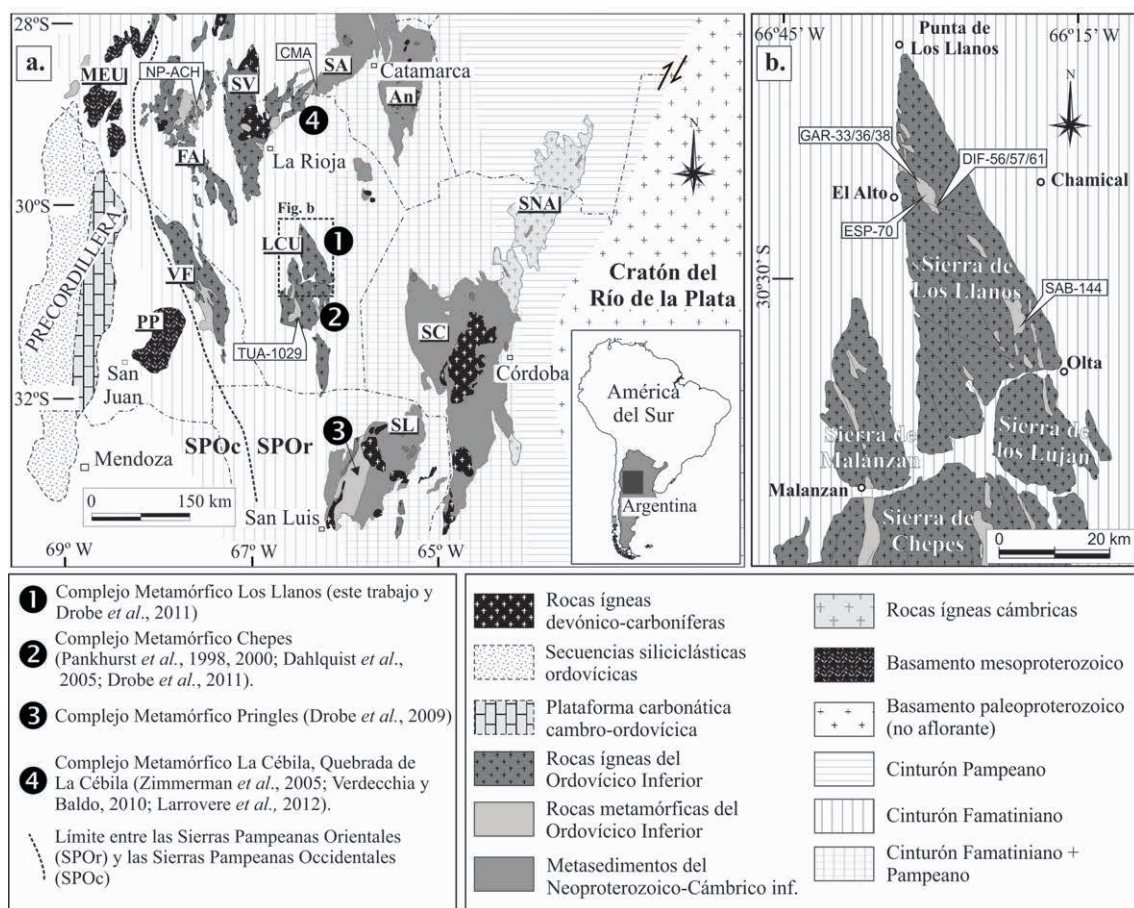 28°S
a.
MEU
NP-ACH
SV
CMA
SA
Catamarca
An
4
FA
La Rioja
N
30°S
Fig. b
LCU
1
SNA
PRECORDILLERA
VF
PP
2
SC
Cratón del
Río de la Plata
TUA-1029
San
Juan
Córdoba
32°S
3
SL
SPOc
SPOr
Mendoza
0
150 km
San Luis
69° W
67° W
65° W
América
del Sur
Argentina
66°45' W
66°15' W
b.
Punta de
Los Llanos
N
GAR-33/36/38
DIF-56/57/61
El Alto
Chamical
ESP-70
30°30' S
Sierra de
Los Llanos
SAB-144
Olta
Sierra de
Malanzan
Sierra de
los Lujan
Malanzan
Sierra de
Chepes
0
20 km
1 Complejo Metamórfico Los Llanos (este trabajo y
Drobe et al., 2011)
2 Complejo Metamórfico Chepes
(Pankhurst et al., 1998, 2000; Dahlquist et al.,
2005; Drobe et al., 2011).
3 Complejo Metamórfico Pringles (Drobe et al., 2009)
4 Complejo Metamórfico La Cébila, Quebrada de
La Cébila (Zimmerman et al., 2005; Verdecchia y
Baldo, 2010; Larrovere et al., 2012).
Límite entre las Sierras Pampeanas Orientales
(SPOr) y las Sierras Pampeanas Occidentales
(SPOc)
Rocas ígneas
devónico-carboníferas
Secuencias siliciclásticas
ordovícicas
Plataforma carbonática
cambro-ordovícica
Rocas ígneas del
Ordovícico Inferior
Rocas metamórficas del
Ordovícico Inferior
Metasedimentos del
Neoproterozoico-Cámbrico inf.
Rocas ígneas cámbricas
Basamento mesoproterozoico
Basamento paleoproterozoico
(no aflorante)
Cinturón Pampeano
Cinturón Famatiniano
Cinturón Famatiniano +
Pampeano